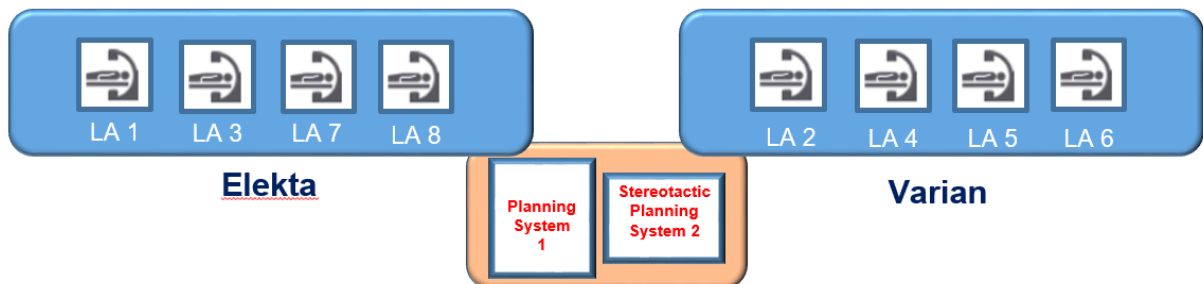 LA 1
LA 3
LA 7
LA 8
Elekta
LA 2
LA 4
LA 5
LA 6
Varian
Planning
System
1
Stereotactic
Planning
System 2